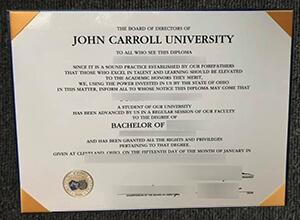 THE BOARD OF DIRECTORS OF
JOHN CARROLL UNIVERSITY
TO ALL WHO SEE THIS DIPLOMA
SINCE IT IS A SOUND PRACTICE ESTABLISHED BY OUR FOREFATHERS
THAT THOSE WHO EXCEL IN TALENT AND LEARNING SHOULD BE ELEVATED
TO THE ACADEMIC HONORS THEY MERIT,
WE, USING THE POWER INVESTED IN US BY THE STATE OF OHIO
IN THIS MATTER, INFORM ALL TO WHOSE NOTICE THIS DIPLOMA MAY COME THAT
A STUDENT OF OUR UNIVERSITY
HAS BEEN ADVANCED BY US IN A REGULAR SESSION OF OUR FACULTY
TO THE DEGREE OF
BACHELOR OF
AND HAS BEEN GRANTED ALL THE RIGHTS AND PRIVILEGES
PERTAINING TO THAT DEGREE.
GIVEN AT CLEVELAND, OHIO, ON THE FIFTEENTH DAY OF THE MONTH OF JANUARY IN